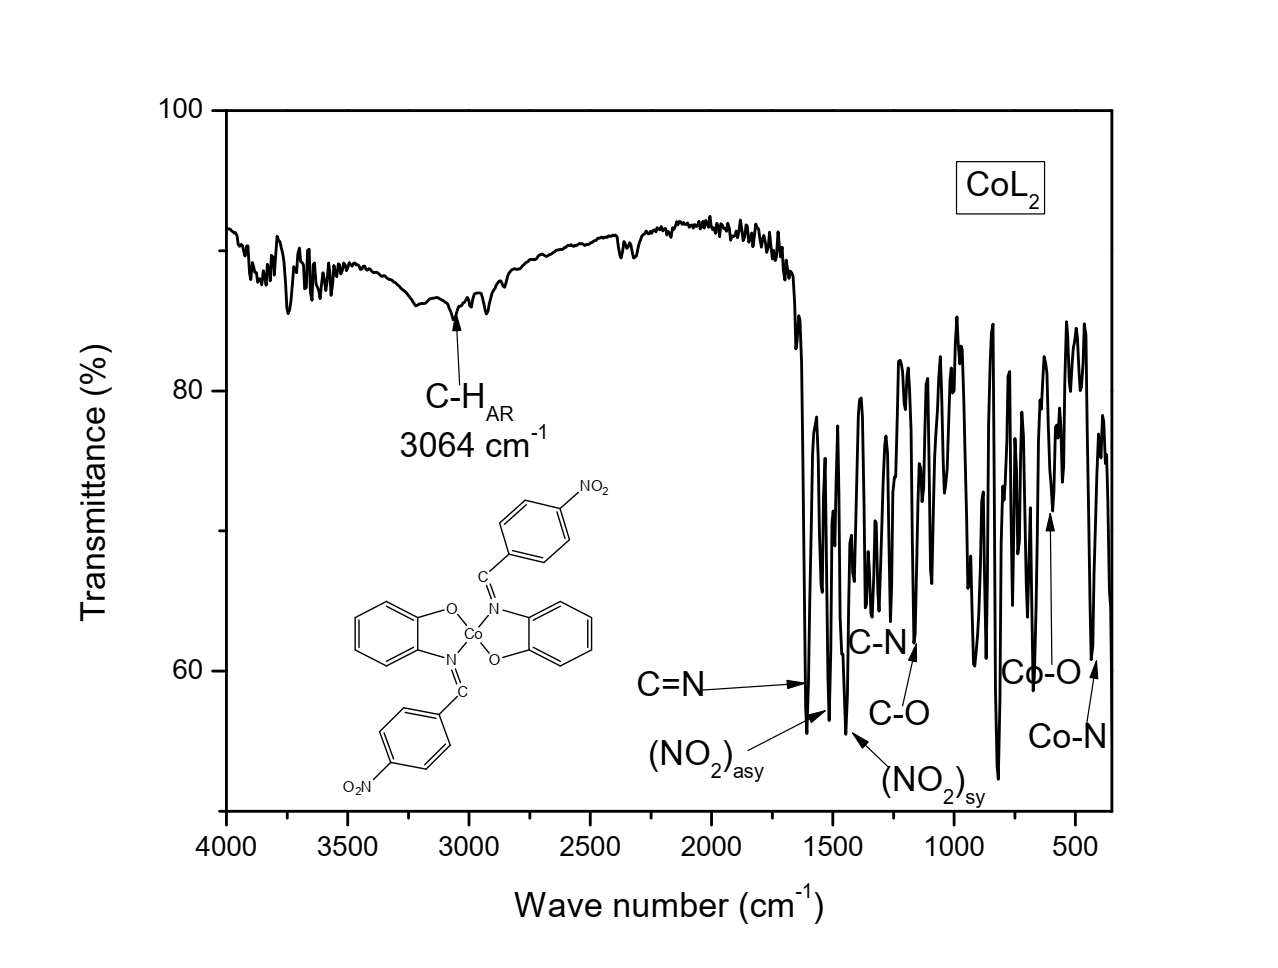 100
CoL2
80
C-HAR
3064 cm-1
Transmittance (%)
NO2
C
O
N
Co
N
O
C
O2N
60
C=N
(NO2)asy
C-N
C-O
(NO2)sy
Co-O
Co-N
4000 3500 3000 2500 2000 1500 1000 500
Wave number (cm-1)